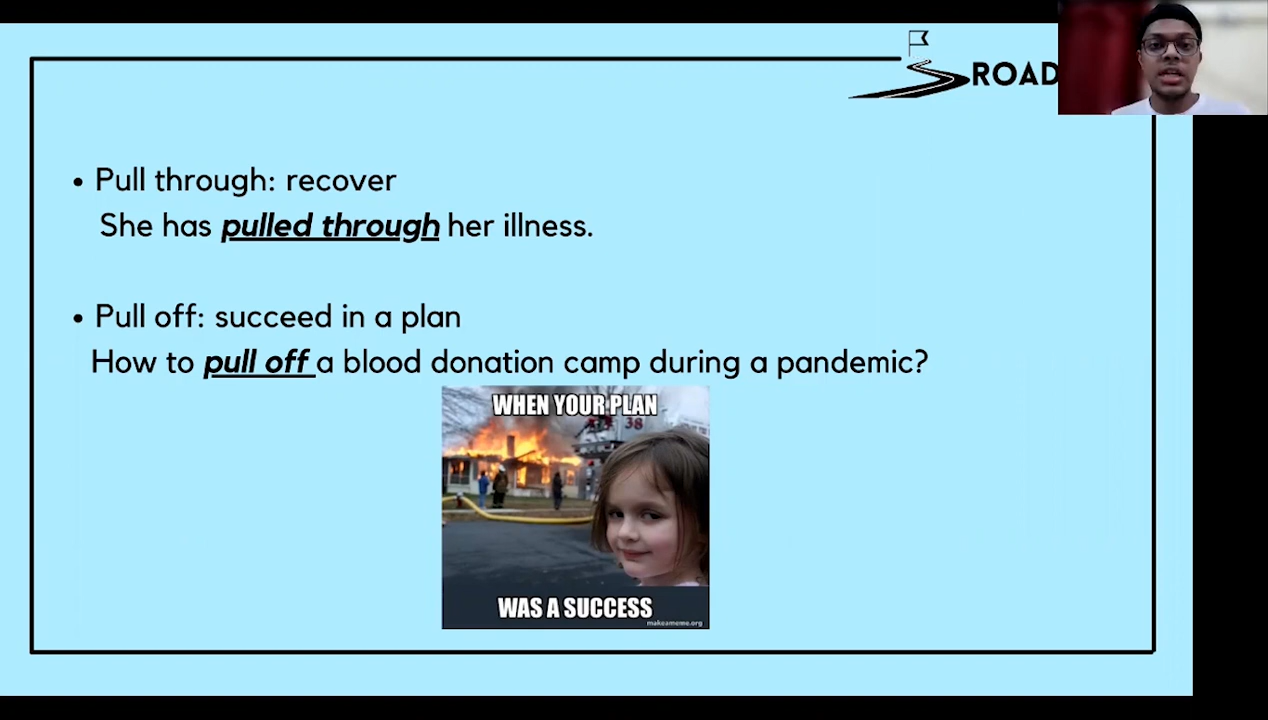 ROAD
• Pull through: recover
She has pulled through her illness.
• Pull off: succeed in a plan
How to pull off a blood donation camp during a pandemic?
WHEN YOUR PLAN
38
WAS A SUCCESS
makeameme.org